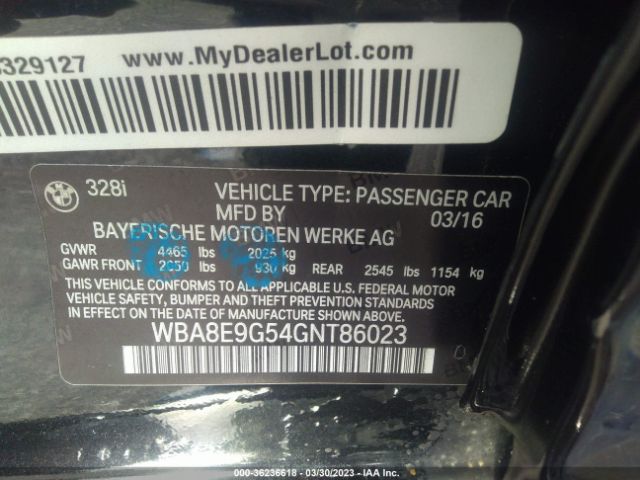 329127
www.MyDealerLot.com
328i
VEHICLE TYPE: PASSENGER CAR
MFD BY 03/16
BAYERISCHE MOTOREN WERKE AG
GVWR 4465 lbs 2025 kg
GAWR FRONT 2050 lbs 930 kg REAR 2545 lbs 1154 kg
THIS VEHICLE CONFORMS TO ALL APPLICABLE U.S. FEDERAL MOTOR
VEHICLE SAFETY, BUMPER AND THEFT PREVENTION STANDARDS
IN EFFECT ON THE DATE OF MANUFACTURE SHOWN ABOVE.
WBA8E9G54GNT86023
000-36236618 - 03/30/2023 - IAA Inc.